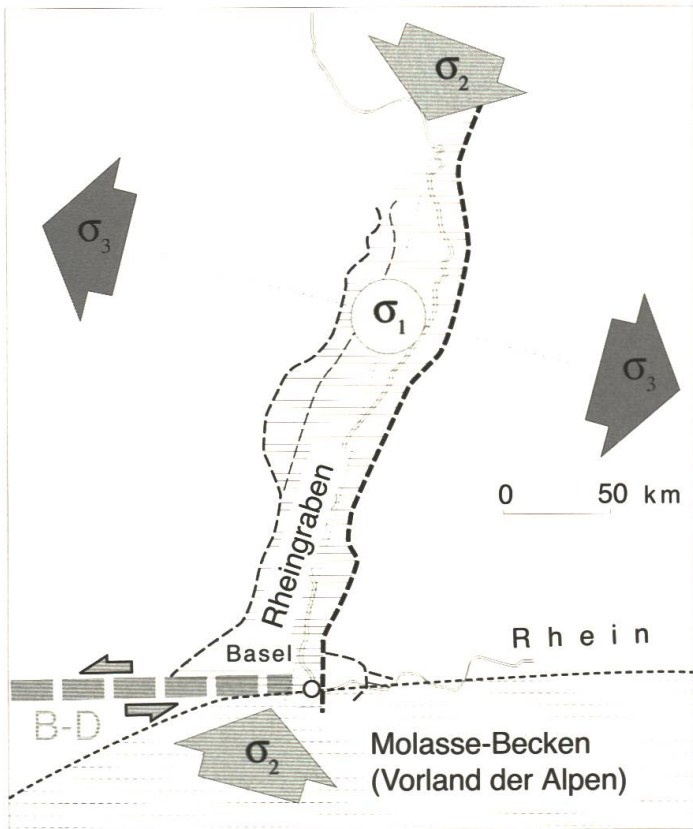 σ2
σ3
σ1
σ3
0 50 km
Rheingraben
Rhein
Basel
B-D
σ2
Molasse-Becken
(Vorland der Alpen)